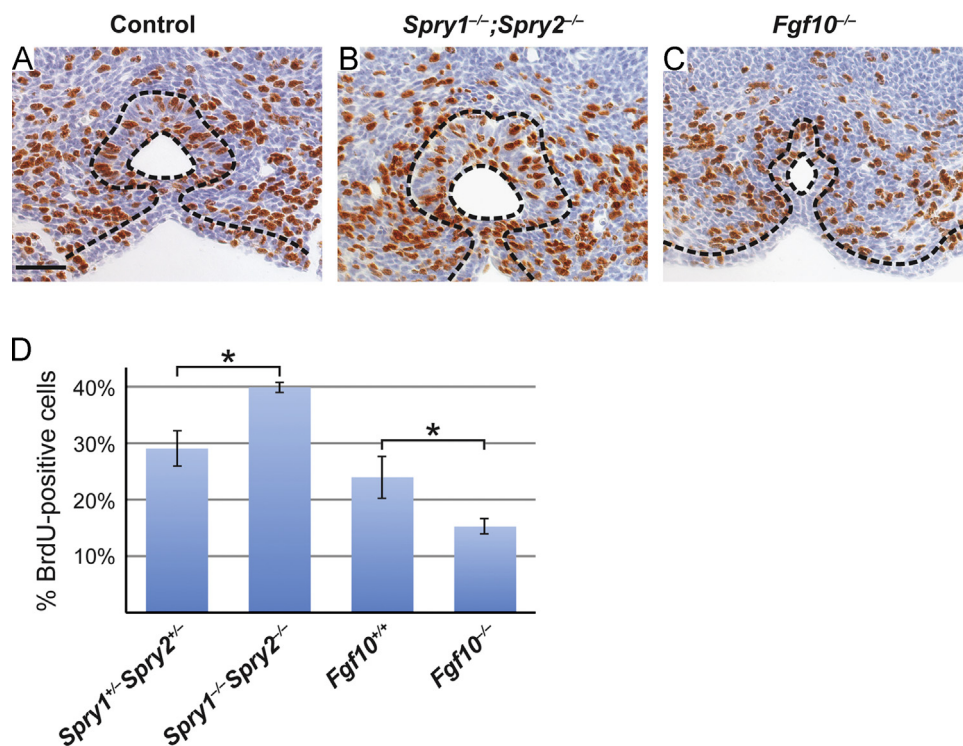 Control
Spry1⁻/⁻;Spry2⁻/⁻
Fgf10⁻/⁻
A
B
C
D
*
*
% BrdU-positive cells
40%
30%
20%
10%
Spry1⁺/⁻Spry2⁺/⁻
Spry1⁻/⁻Spry2⁻/⁻
Fgf10⁺/⁺
Fgf10⁻/⁻